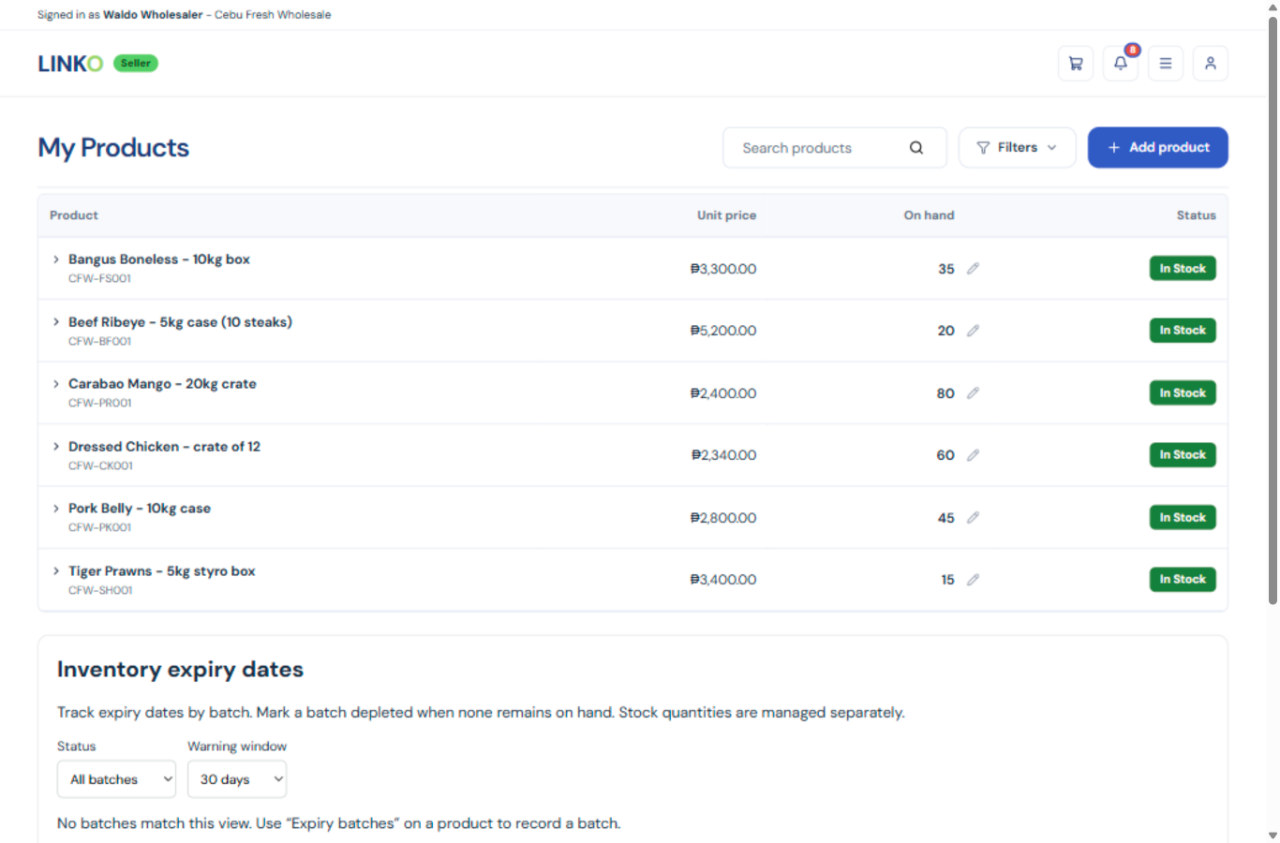 Signed in as Waldo Wholesaler - Cebu Fresh Wholesale
LINKO Seller
8
My Products
Search products
Filters
+ Add product
Product Unit price On hand Status
Bangus Boneless - 10kg box
CFW-FS001
₱3,300.00 35 In Stock
Beef Ribeye - 5kg case (10 steaks)
CFW-BF001
₱5,200.00 20 In Stock
Carabao Mango - 20kg crate
CFW-PR001
₱2,400.00 80 In Stock
Dressed Chicken - crate of 12
CFW-CK001
₱2,340.00 60 In Stock
Pork Belly - 10kg case
CFW-PK001
₱2,800.00 45 In Stock
Tiger Prawns - 5kg styro box
CFW-SH001
₱3,400.00 15 In Stock
Inventory expiry dates
Track expiry dates by batch. Mark a batch depleted when none remains on hand. Stock quantities are managed separately.
Status Warning window
All batches 30 days
No batches match this view. Use “Expiry batches” on a product to record a batch.